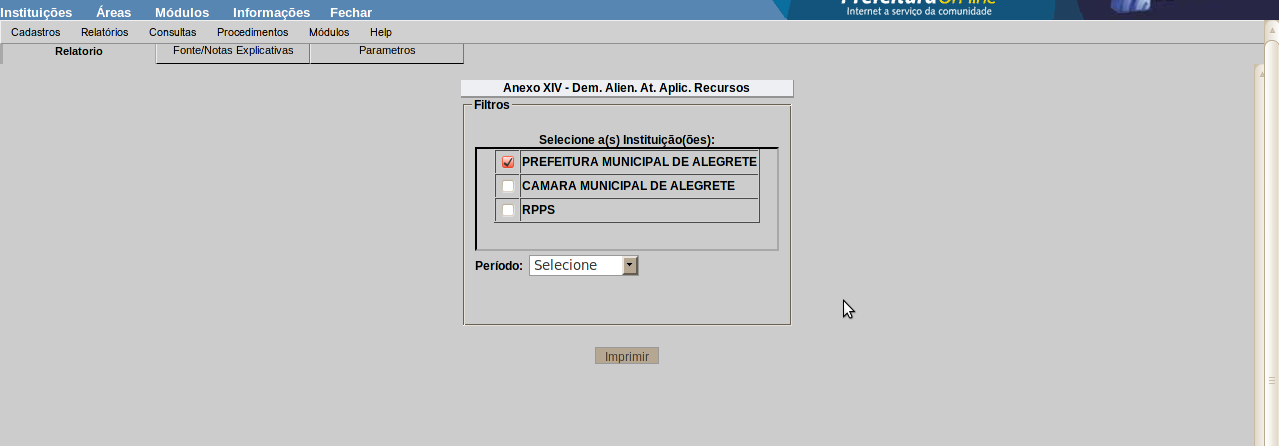 Instituições Áreas Módulos Informações Fechar
Internet a serviço da comunidade
Cadastros Relatórios Consultas Procedimentos Módulos Help
Relatorio Fonte/Notas Explicativas Parametros
Anexo XIV - Dem. Alien. At. Aplic. Recursos
Filtros
Selecione a(s) Instituição(ões):
PREFEITURA MUNICIPAL DE ALEGRETE
CAMARA MUNICIPAL DE ALEGRETE
RPPS
Período: Selecione
Imprimir